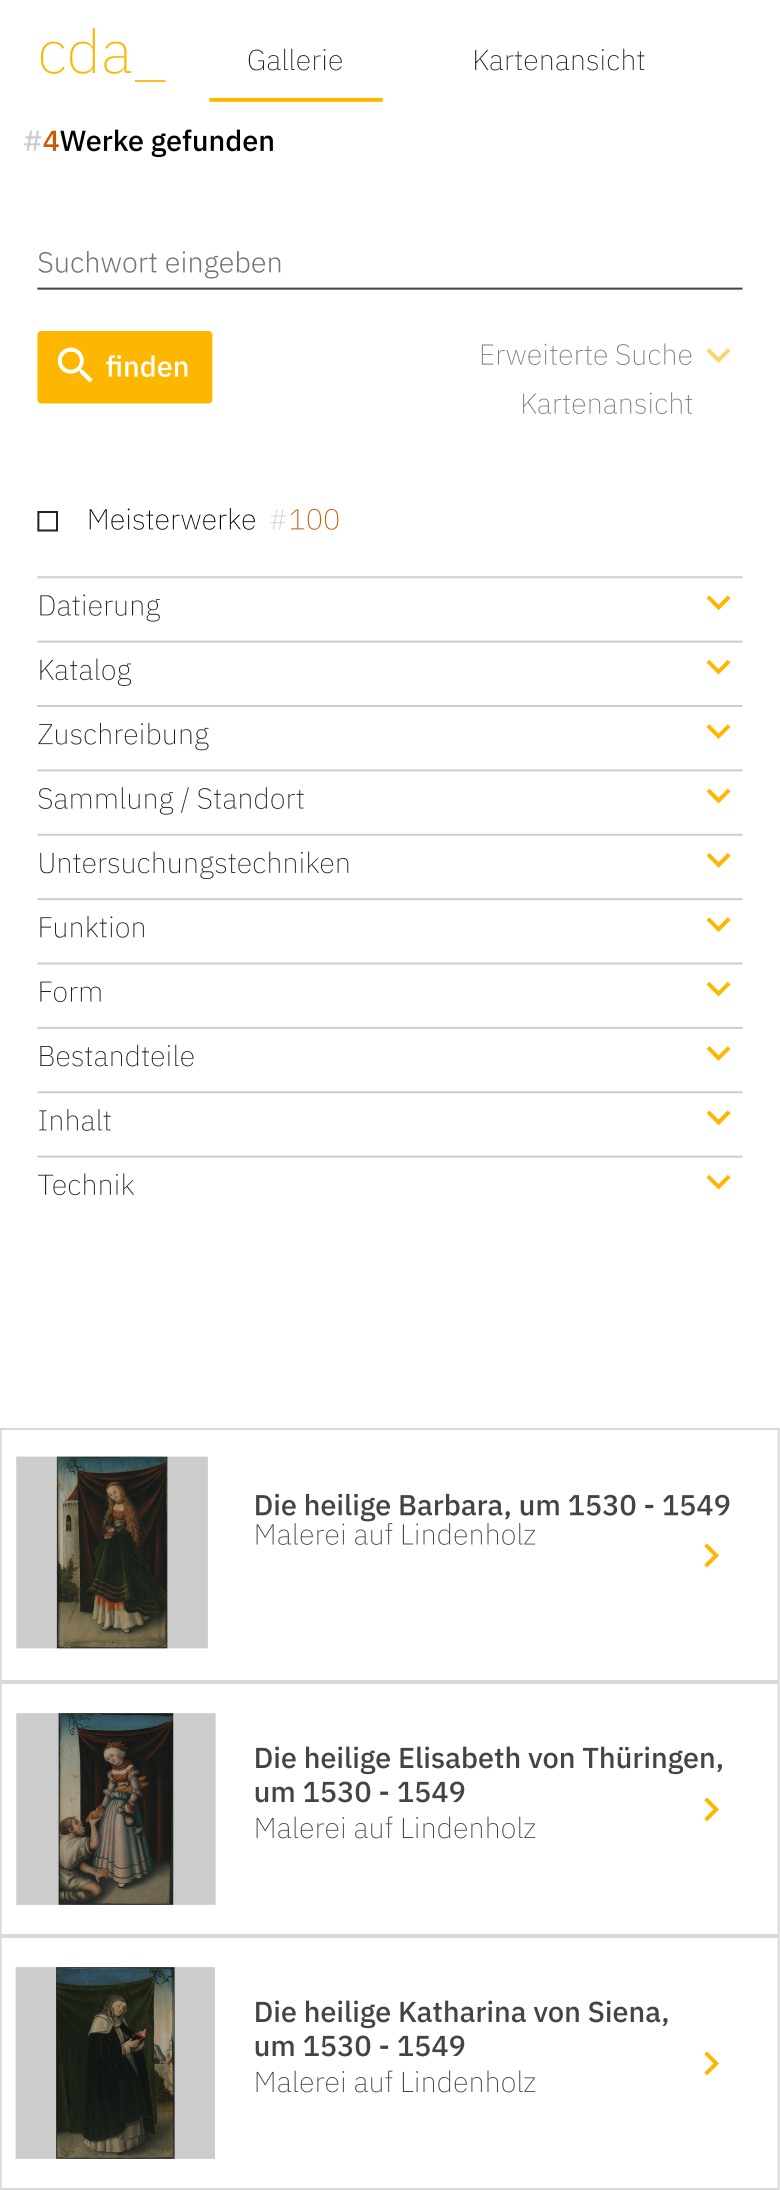 cda_
Gallerie
Kartenansicht
#4Werke gefunden
Suchwort eingeben
finden
Erweiterte Suche
Kartenansicht
Meisterwerke #100
Datierung
Katalog
Zuschreibung
Sammlung / Standort
Untersuchungstechniken
Funktion
Form
Bestandteile
Inhalt
Technik
Die heilige Barbara, um 1530 - 1549
Malerei auf Lindenholz
Die heilige Elisabeth von Thüringen,
um 1530 - 1549
Malerei auf Lindenholz
Die heilige Katharina von Siena,
um 1530 - 1549
Malerei auf Lindenholz